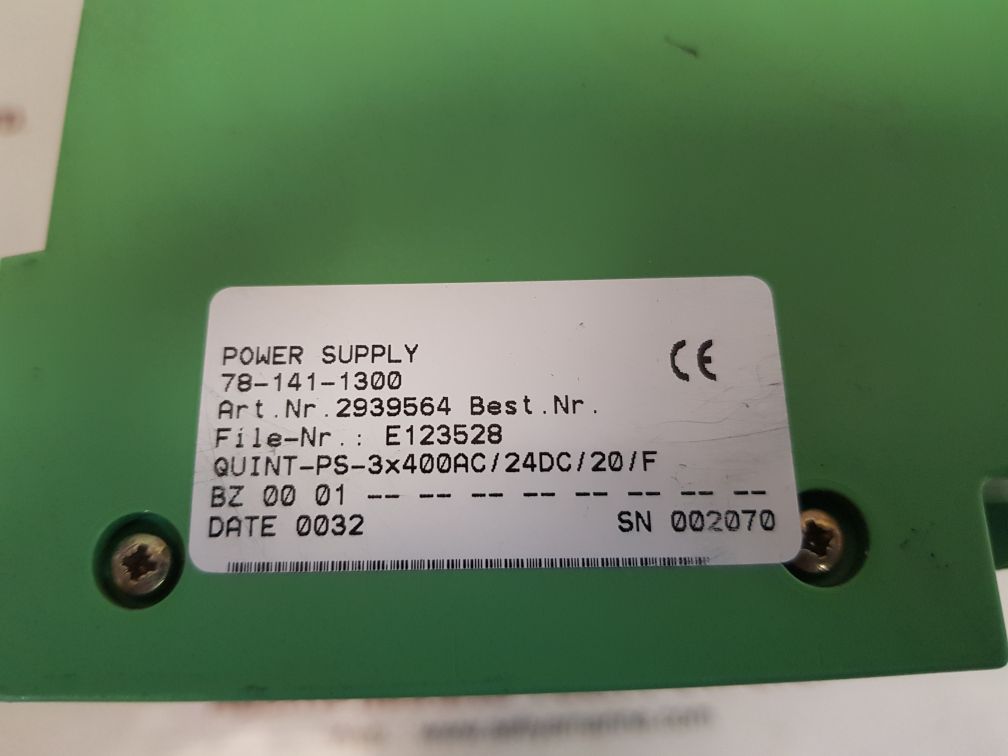 POWER SUPPLY
78-141-1300
CE
Art.Nr.2939564 Best.Nr.
File-Nr.: E123528
QUINT-PS-3x400AC/24DC/20/F
BZ 00 01 -- -- -- -- -- -- -- --
DATE 0032 SN 002070